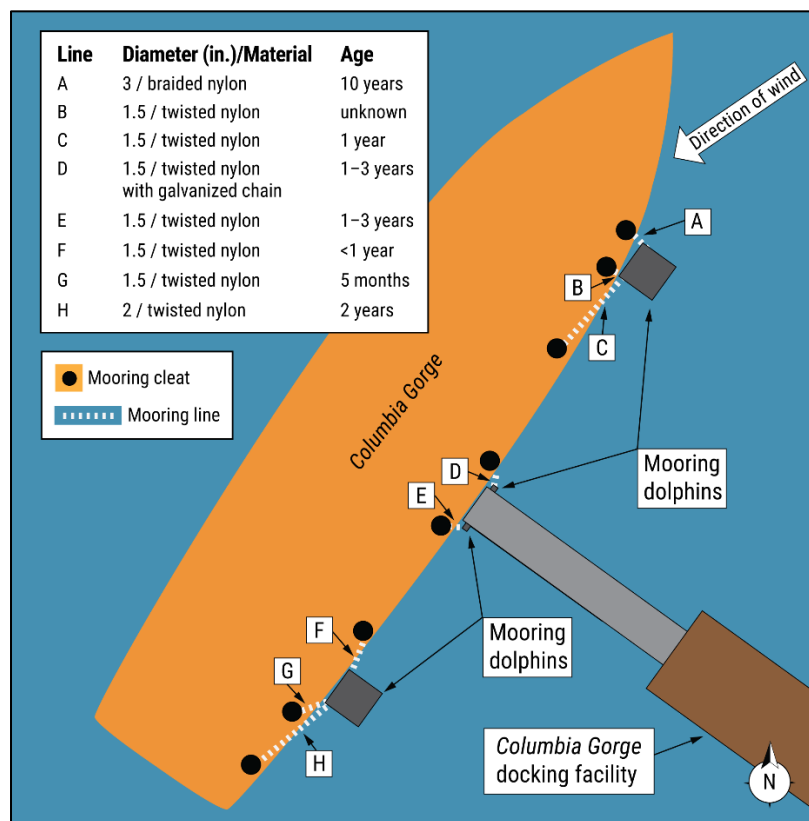 Line Diameter (in.)/Material Age
A 3 / braided nylon 10 years
B 1.5 / twisted nylon unknown
C 1.5 / twisted nylon 1 year
D 1.5 / twisted nylon 1–3 years
with galvanized chain
E 1.5 / twisted nylon 1–3 years
F 1.5 / twisted nylon <1 year
G 1.5 / twisted nylon 5 months
H 2 / twisted nylon 2 years
Mooring cleat
Mooring line
Direction of wind
A
B
C
Columbia Gorge
Mooring
dolphins
D
E
F
Mooring
dolphins
G
H
Columbia Gorge
docking facility
N